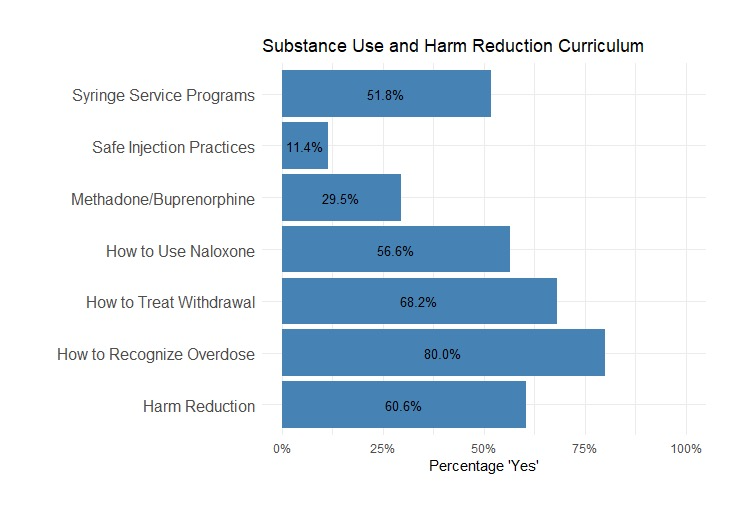 Substance Use and Harm Reduction Curriculum
Syringe Service Programs
51.8%
Safe Injection Practices
11.4%
Methadone/Buprenorphine
29.5%
How to Use Naloxone
56.6%
How to Treat Withdrawal
68.2%
How to Recognize Overdose
80.0%
Harm Reduction
60.6%
0% 25% 50% 75% 100%
Percentage 'Yes'